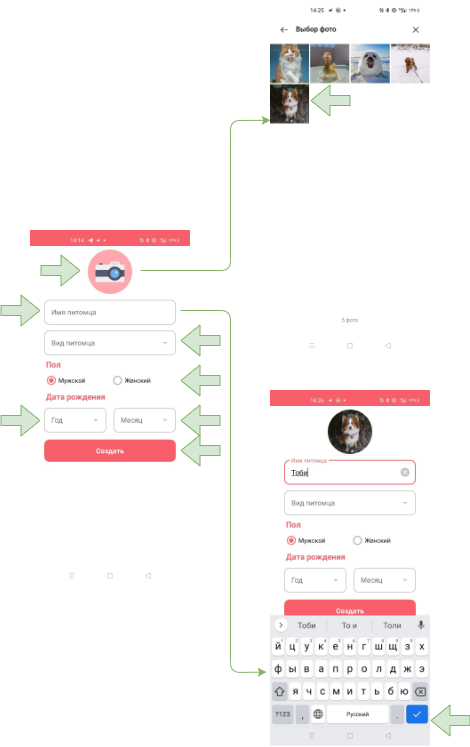 14:25
Выбор фото
5 фото
14:14
Имя питомца
Вид питомца
Пол
Мужской Женский
Дата рождения
Год Месяц
Создать
14:26
Имя питомца
Тоби
Вид питомца
Пол
Мужской Женский
Дата рождения
Год Месяц
Создать
Тоби То и Толи
й ц у к е н г ш щ з х
ф ы в а п р о л д ж э
я ч с м и т ь б ю
?123 , Русский .